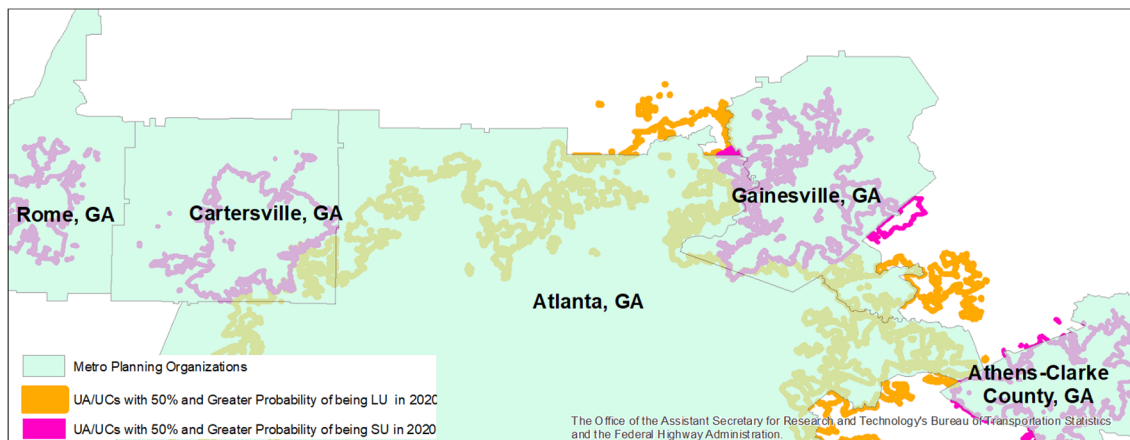 Gainesville, GA
Rome, GA
Cartersville, GA
Atlanta, GA
Athens-Clarke
County, GA
Metro Planning Organizations
UA/UCs with 50% and Greater Probability of being LU in 2020
UA/UCs with 50% and Greater Probability of being SU in 2020
The Office of the Assistant Secretary for Research and Technology's Bureau of Transportation Statistics
and the Federal Highway Administration.